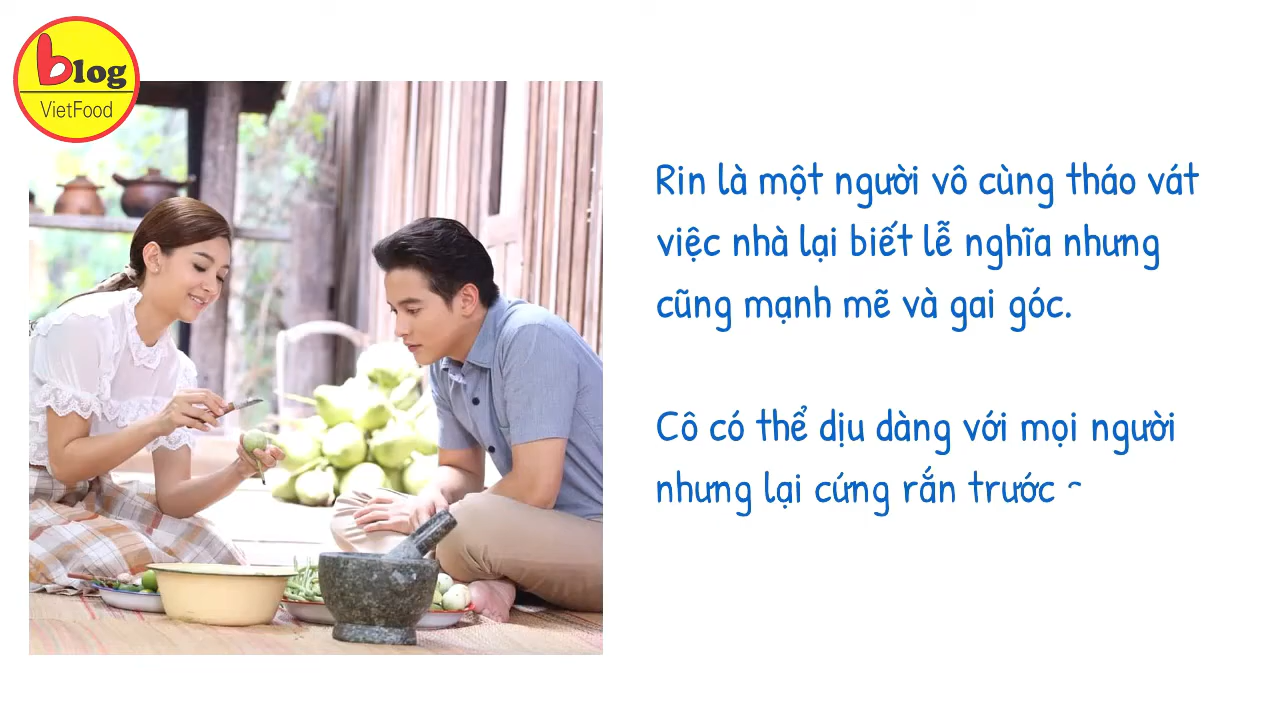 blog
VietFood
Rin là một người vô cùng tháo vát
việc nhà lại biết lễ nghĩa nhưng
cũng mạnh mẽ và gai góc.
Cô có thể dịu dàng với mọi người
nhưng lại cứng rắn trước